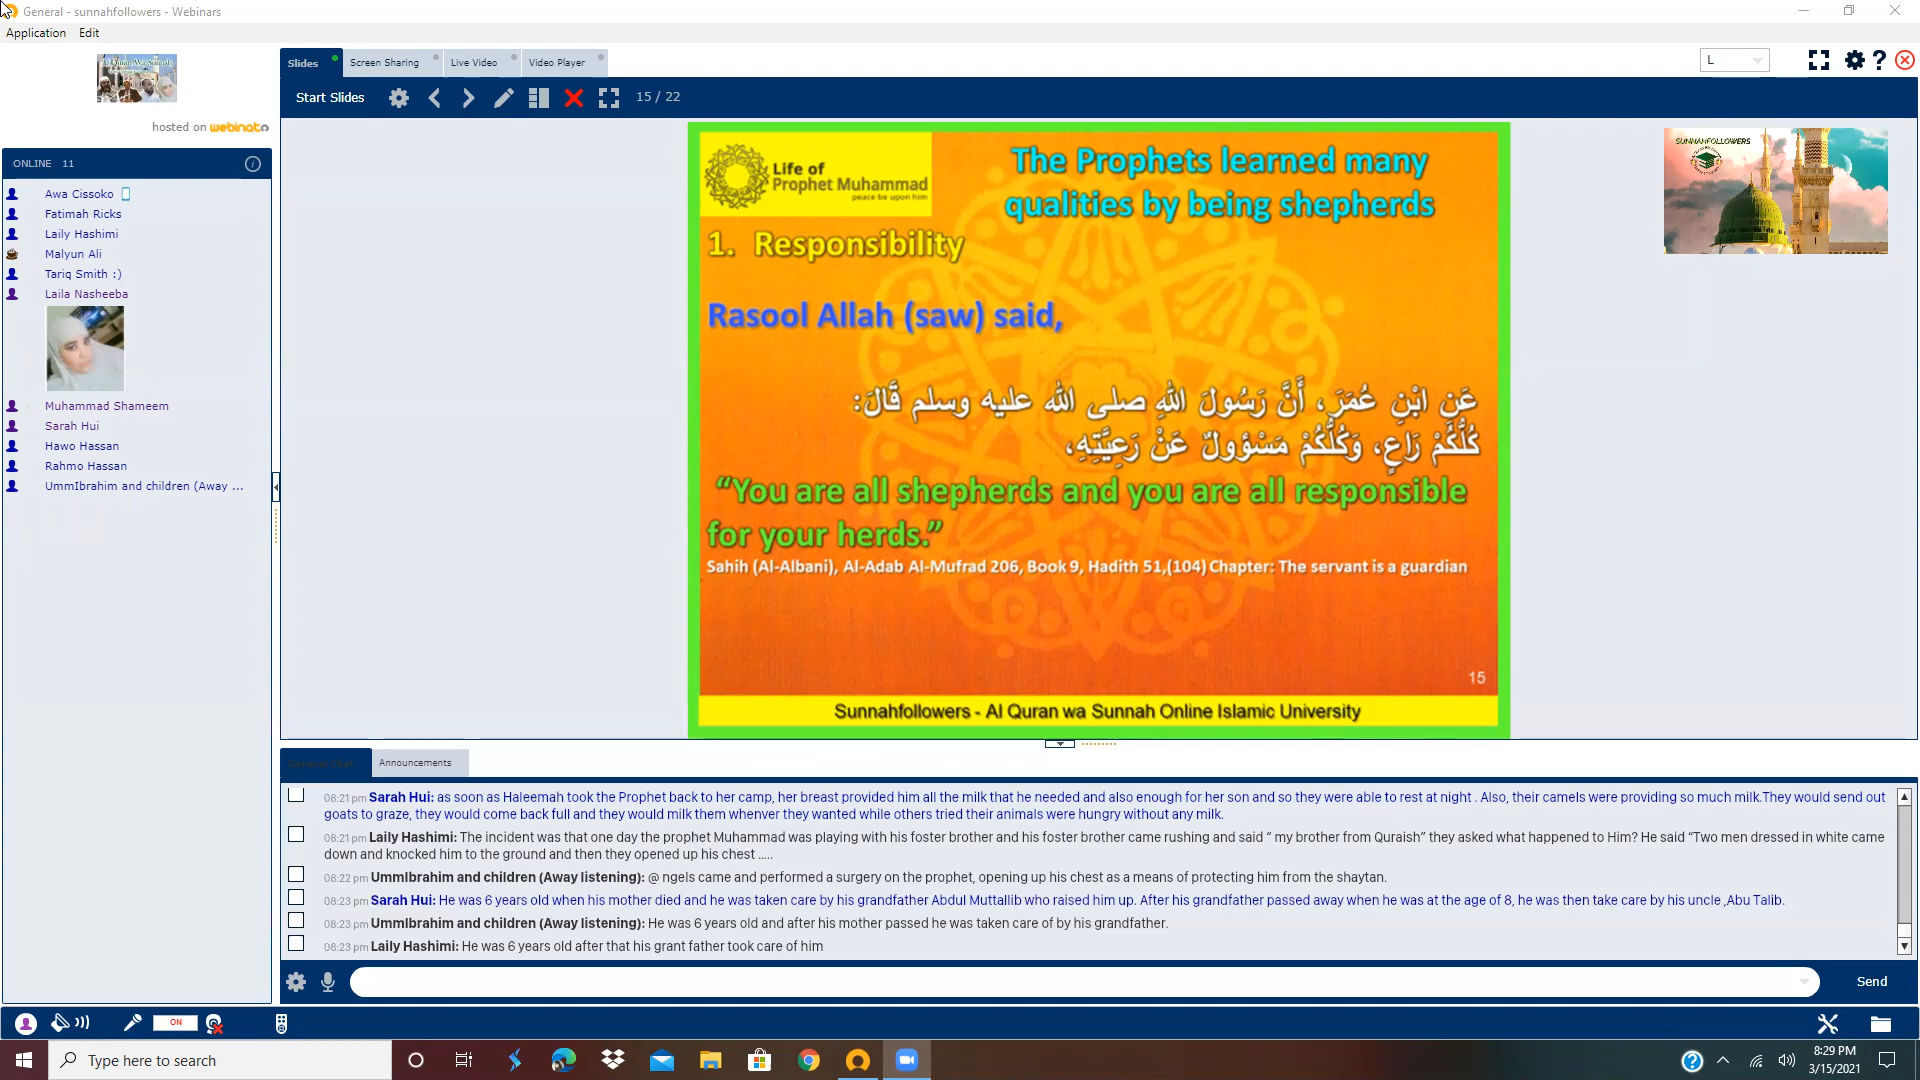 General - sunnahfollowers - Webinars
Application Edit
hosted on webinato
ONLINE 11
Awa Cissoko
Fatimah Ricks
Laily Hashimi
Malyun Ali
Tariq Smith :)
Laila Nasheeba
Muhammad Shameem
Sarah Hui
Hawo Hassan
Rahmo Hassan
UmmIbrahim and children (Away ...
Slides Screen Sharing Live Video Video Player
L
Start Slides 15 / 22
Life of
Prophet Muhammad
peace be upon him
The Prophets learned many
qualities by being shepherds
1. Responsibility
Rasool Allah (saw) said,
عَنِ ابْنِ عُمَرَ، أَنَّ رَسُولَ اللهِ صلى الله عليه وسلم قَالَ:
كُلُّكُمْ رَاعٍ، وَكُلُّكُمْ مَسْؤولٌ عَنْ رَعِيَّتِهِ،
“You are all shepherds and you are all responsible
for your herds.”
Sahih (Al-Albani), Al-Adab Al-Mufrad 206, Book 9, Hadith 51,(104) Chapter: The servant is a guardian
15
Sunnahfollowers - Al Quran wa Sunnah Online Islamic University
SUNNAHFOLLOWERS
General Chat Announcements
08:21 pm Sarah Hui: as soon as Haleemah took the Prophet back to her camp, her breast provided him all the milk that he needed and also enough for her son and so they were able to rest at night . Also, their camels were providing so much milk.They would send out
goats to graze, they would come back full and they would milk them whenver they wanted while others tried their animals were hungry without any milk.
08:21 pm Laily Hashimi: The incident was that one day the prophet Muhammad was playing with his foster brother and his foster brother came rushing and said “ my brother from Quraish” they asked what happened to Him? He said “Two men dressed in white came
down and knocked him to the ground and then they opened up his chest .....
08:22 pm UmmIbrahim and children (Away listening): @ ngels came and performed a surgery on the prophet, opening up his chest as a means of protecting him from the shaytan.
08:23 pm Sarah Hui: He was 6 years old when his mother died and he was taken care by his grandfather Abdul Muttallib who raised him up. After his grandfather passed away when he was at the age of 8, he was then take care by his uncle ,Abu Talib.
08:23 pm UmmIbrahim and children (Away listening): He was 6 years old and after his mother passed he was taken care of by his grandfather.
08:23 pm Laily Hashimi: He was 6 years old after that his grant father took care of him
Send
ON
Type here to search
8:29 PM
3/15/2021